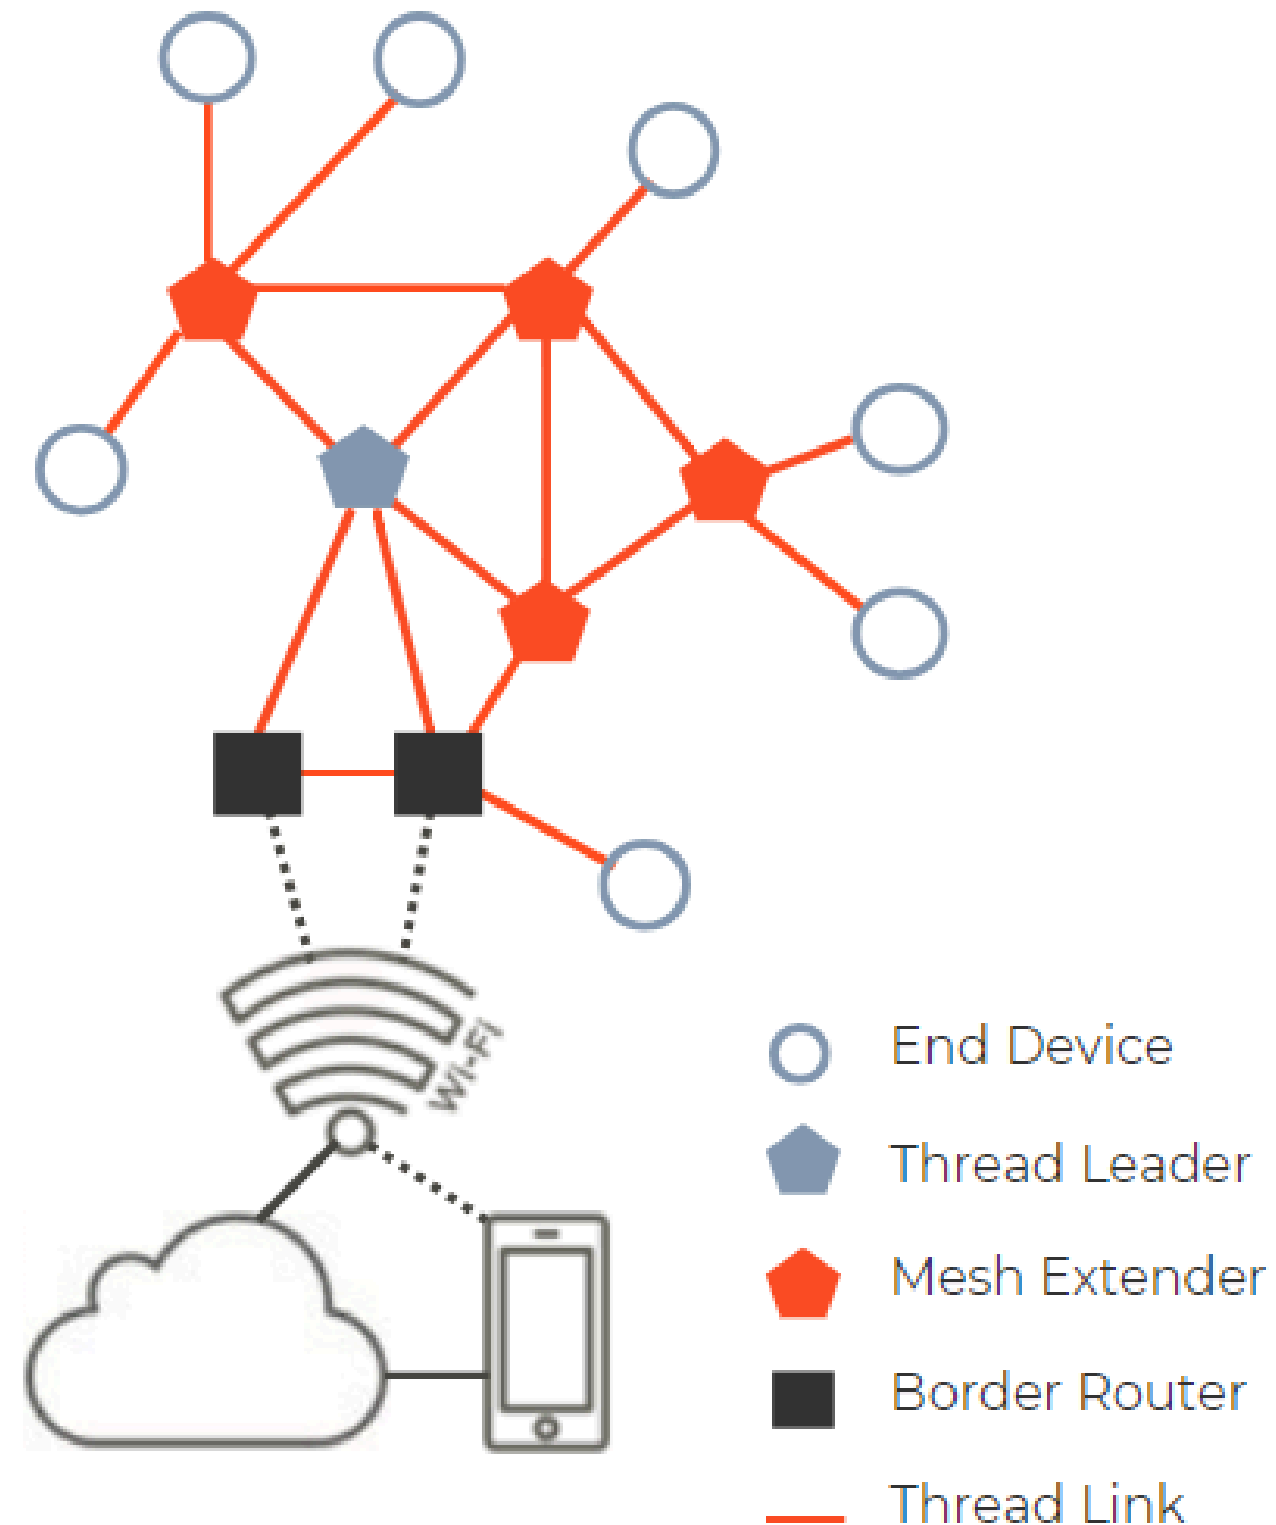 Wi-Fi
End Device
Thread Leader
Mesh Extender
Border Router
Thread Link